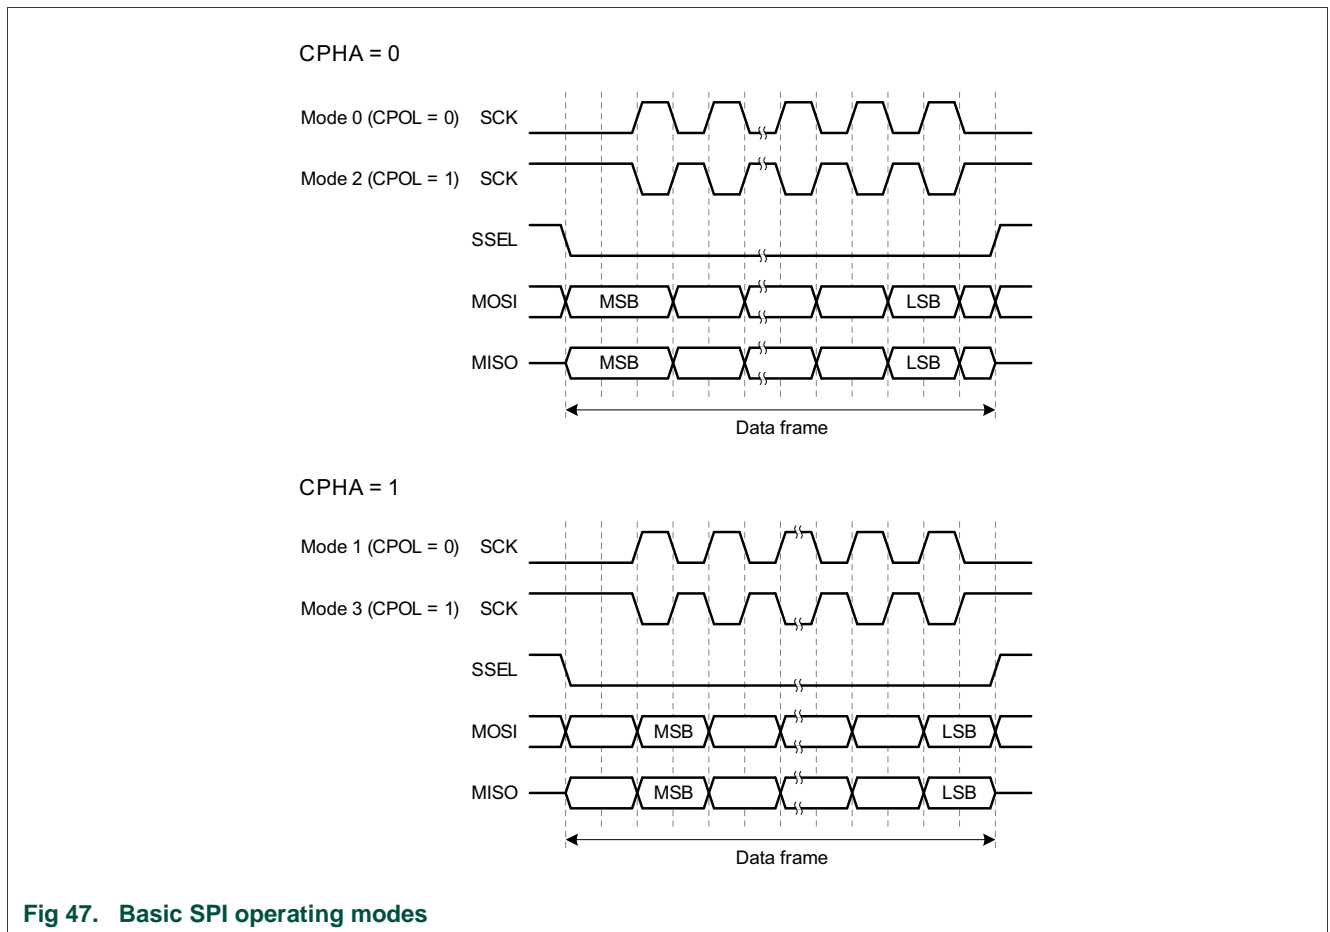 CPHA = 0
Mode 0 (CPOL = 0) SCK
Mode 2 (CPOL = 1) SCK
SSEL
MOSI MSB LSB
MISO MSB LSB
Data frame
CPHA = 1
Mode 1 (CPOL = 0) SCK
Mode 3 (CPOL = 1) SCK
SSEL
MOSI MSB LSB
MISO MSB LSB
Data frame
Fig 47. Basic SPI operating modes